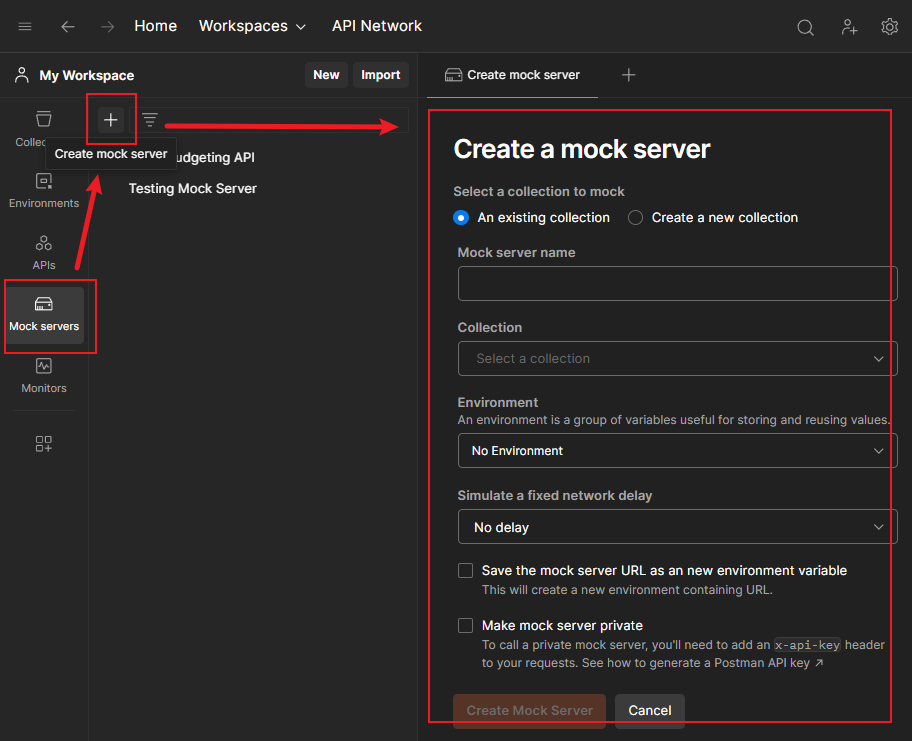 Home Workspaces API Network
My Workspace New Import Create mock server
Create mock server
udgeting API
Testing Mock Server
Environments
APIs
Mock servers
Monitors
Create a mock server
Select a collection to mock
An existing collection Create a new collection
Mock server name
Collection
Select a collection
Environment
An environment is a group of variables useful for storing and reusing values.
No Environment
Simulate a fixed network delay
No delay
Save the mock server URL as an new environment variable
This will create a new environment containing URL.
Make mock server private
To call a private mock server, you'll need to add an x-api-key header
to your requests. See how to generate a Postman API key ↗
Create Mock Server Cancel